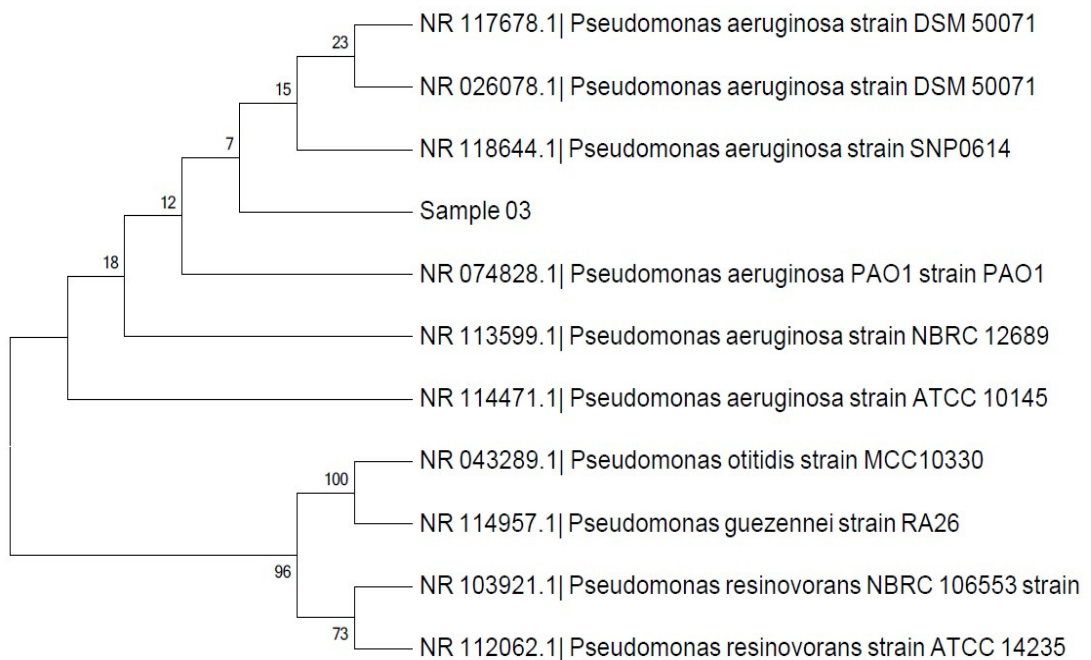 NR 117678.1| Pseudomonas aeruginosa strain DSM 50071
23
NR 026078.1| Pseudomonas aeruginosa strain DSM 50071
15
NR 118644.1| Pseudomonas aeruginosa strain SNP0614
7
Sample 03
12
NR 074828.1| Pseudomonas aeruginosa PAO1 strain PAO1
18
NR 113599.1| Pseudomonas aeruginosa strain NBRC 12689
NR 114471.1| Pseudomonas aeruginosa strain ATCC 10145
NR 043289.1| Pseudomonas otitidis strain MCC10330
100
NR 114957.1| Pseudomonas guezennei strain RA26
96
NR 103921.1| Pseudomonas resinovorans NBRC 106553 strain
73
NR 112062.1| Pseudomonas resinovorans strain ATCC 14235